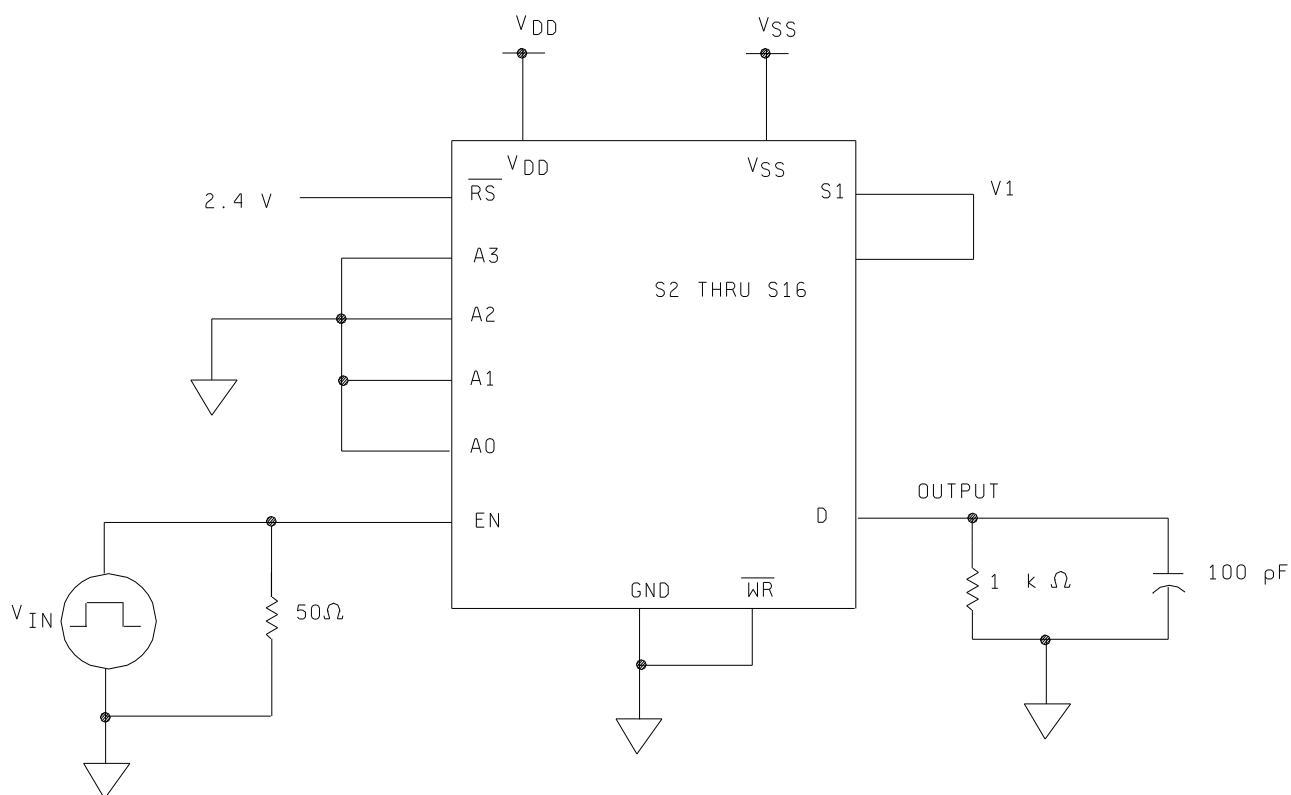 VDD
VSS
VDD
VSS
RS
S1
V1
2.4 V
A3
S2 THRU S16
A2
A1
A0
OUTPUT
EN
D
100 pF
1 k Ω
GND
WR
VIN
50Ω